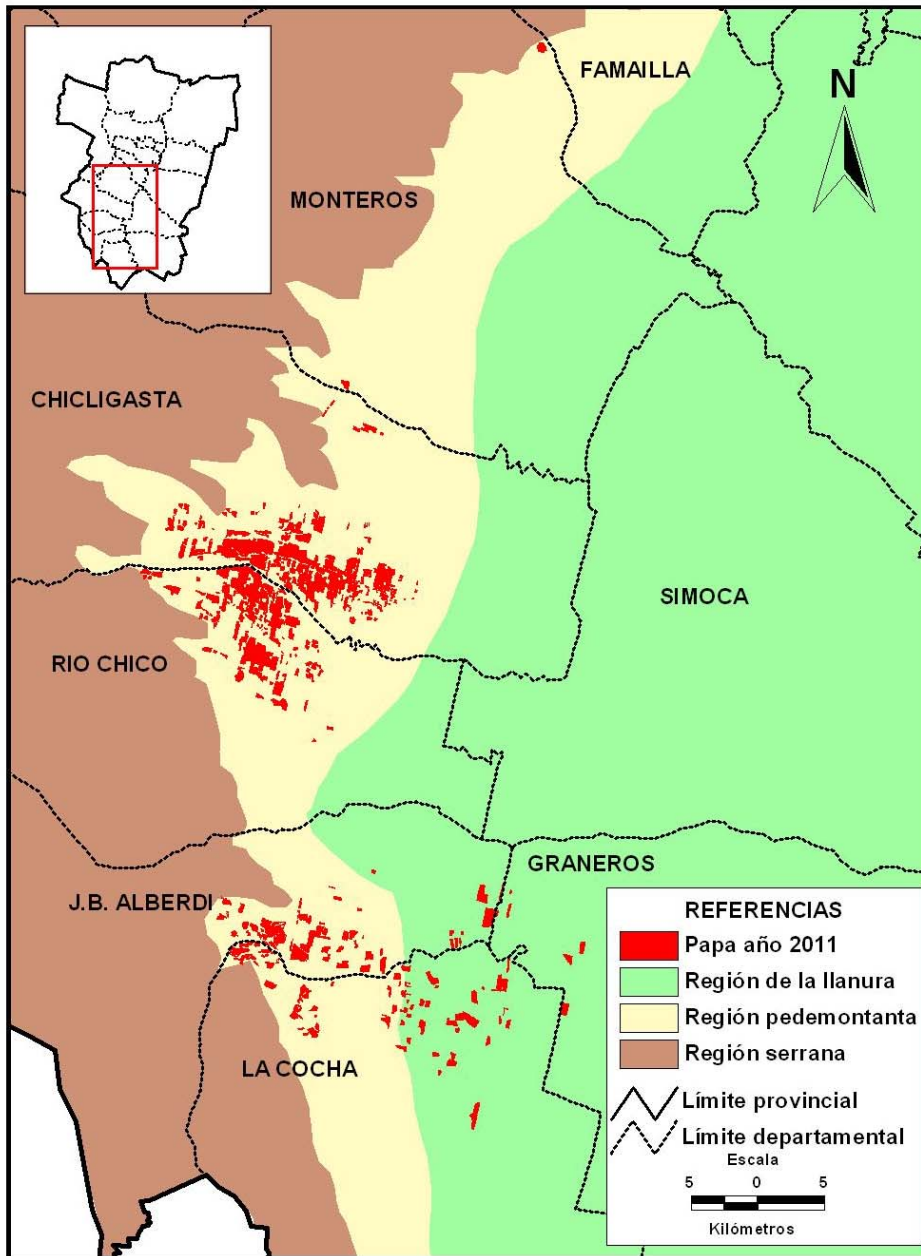 FAMAILLA
N
MONTEROS
CHICLIGASTA
SIMOCA
RIO CHICO
GRANEROS
J.B. ALBERDI
LA COCHA
REFERENCIAS
Papa año 2011
Región de la llanura
Región pedemontanta
Región serrana
Límite provincial
Límite departamental
Escala
5 0 5
Kilómetros